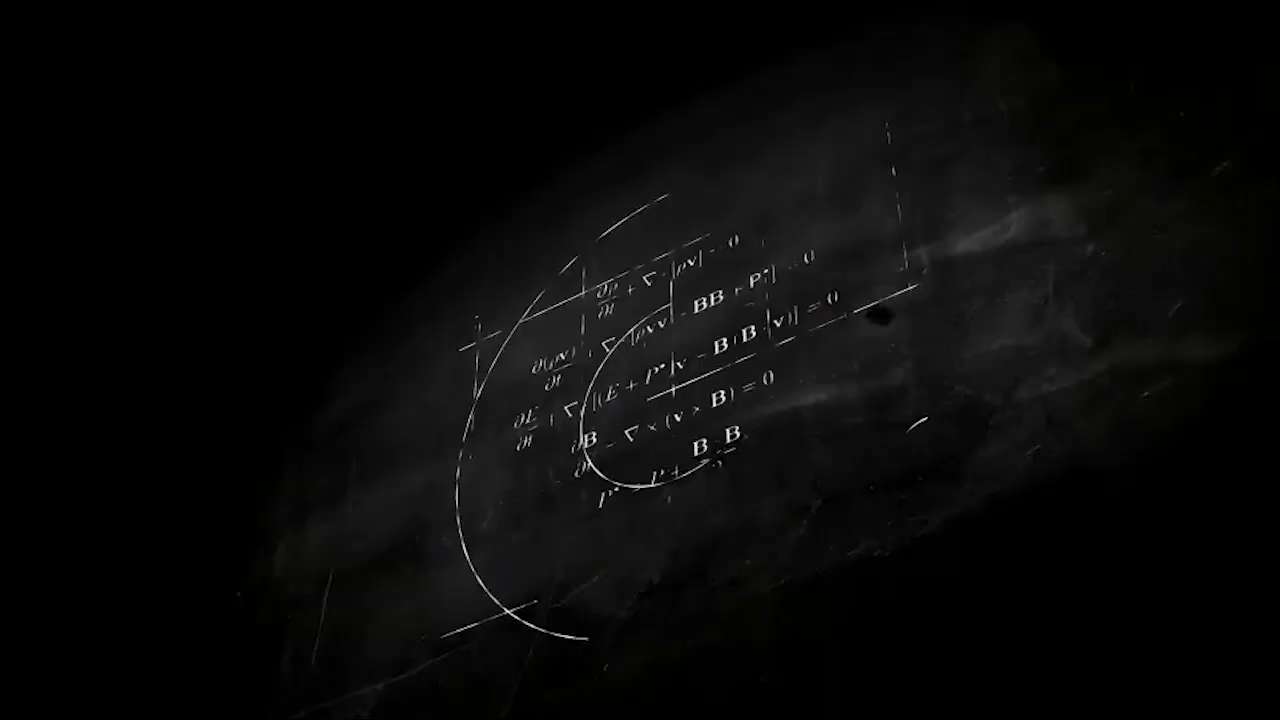 ∂ρ/∂t + ∇ · [ρv] = 0
∂(ρv)/∂t + ∇ · [ρvv − BB + P*] = 0
∂E/∂t + ∇ · [(E + P*)v − B(B · v)] = 0
∂B/∂t − ∇ × (v × B) = 0
P* = P + B · B